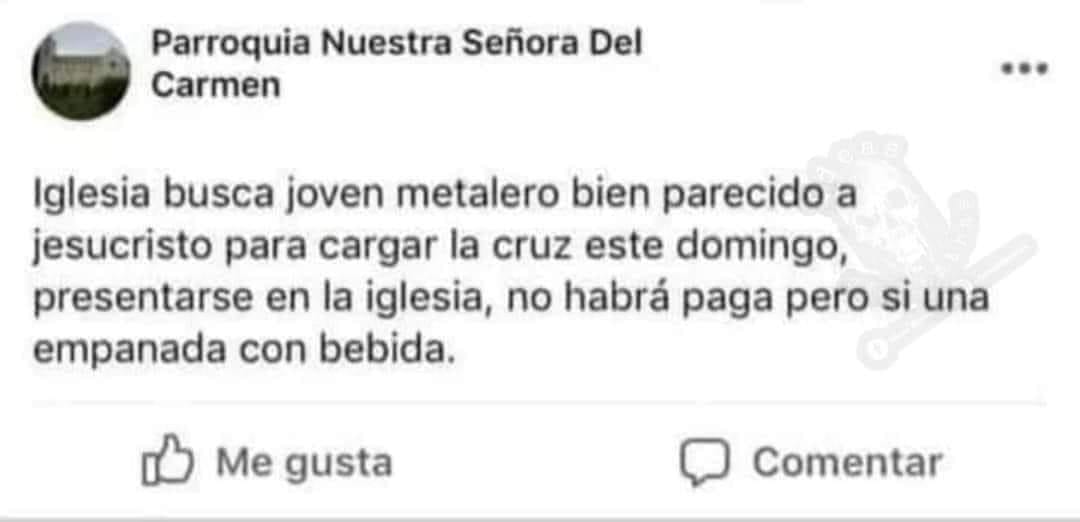 Parroquia Nuestra Señora Del
Carmen
Iglesia busca joven metalero bien parecido a
jesucristo para cargar la cruz este domingo,
presentarse en la iglesia, no habrá paga pero si una
empanada con bebida.
Me gusta
Comentar